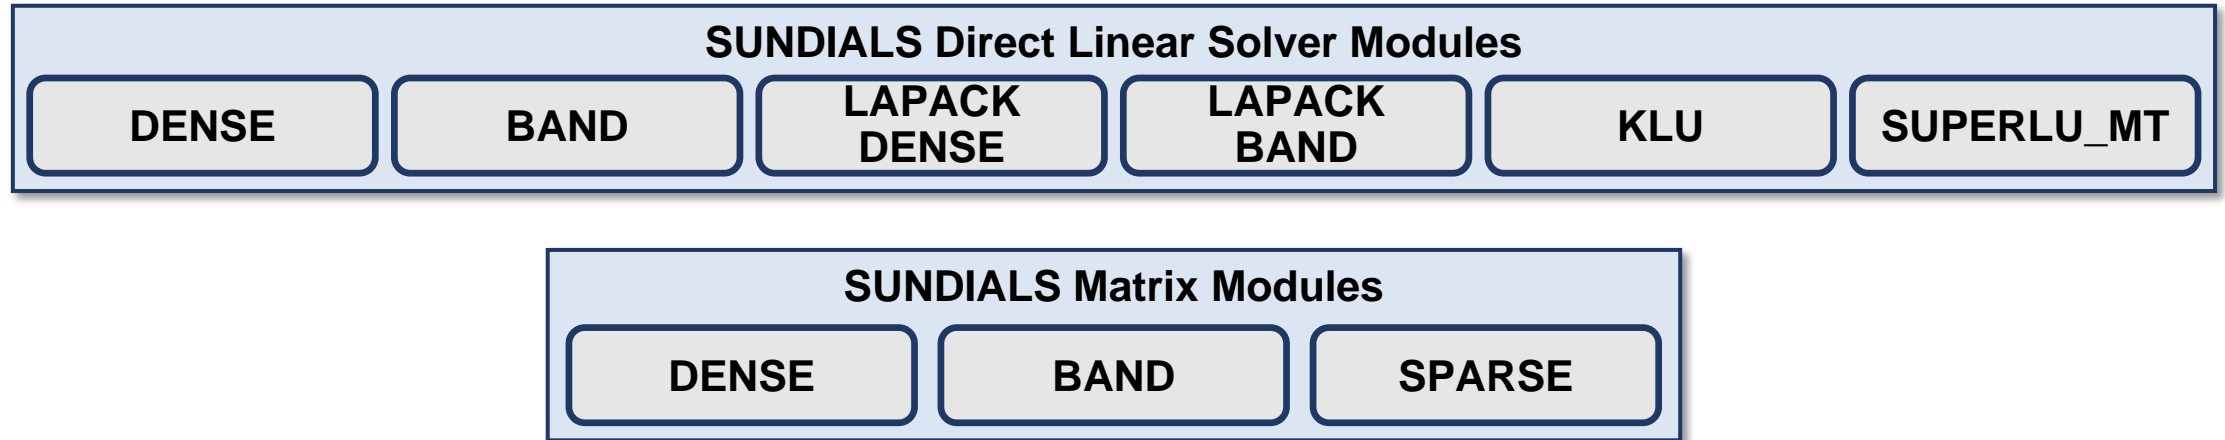 SUNDIALS Direct Linear Solver Modules
DENSE
BAND
LAPACK
DENSE
LAPACK
BAND
KLU
SUPERLU_MT
SUNDIALS Matrix Modules
DENSE
BAND
SPARSE